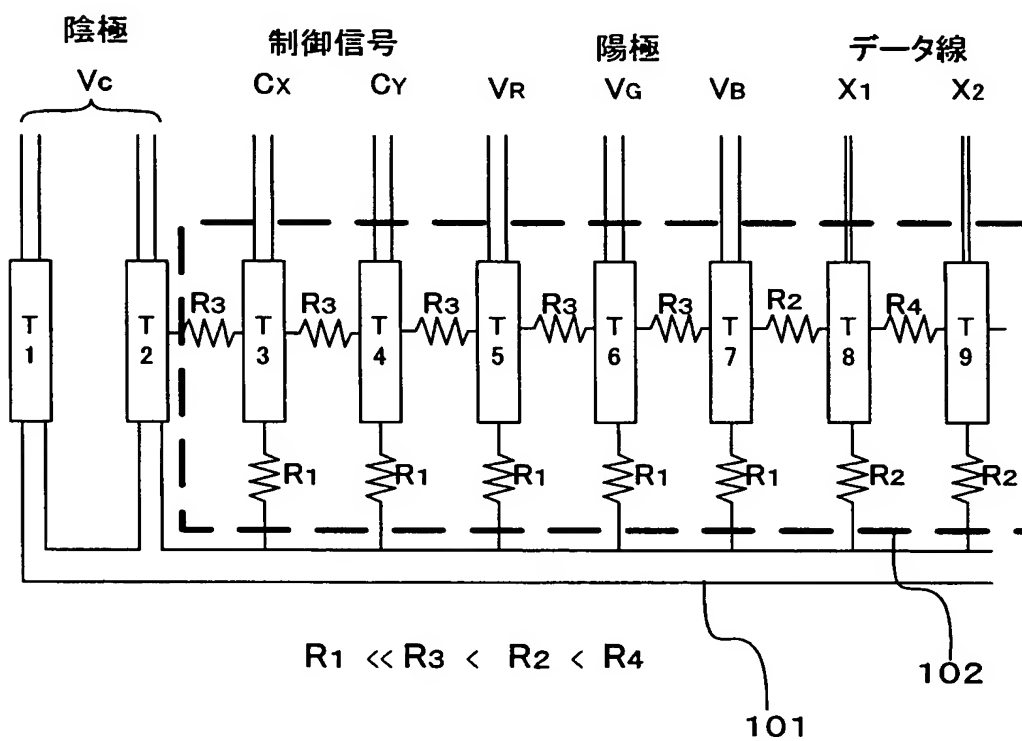 陰極 制御信号 陽極 データ線
Vc CX CY VR VG VB X1 X2
T1 T2 R3 T3 R3 T4 R3 T5 R3 T6 R3 T7 R2 T8 R4 T9
R1 R1 R1 R1 R1 R2 R2
R1 ≪ R3 < R2 < R4
102
101